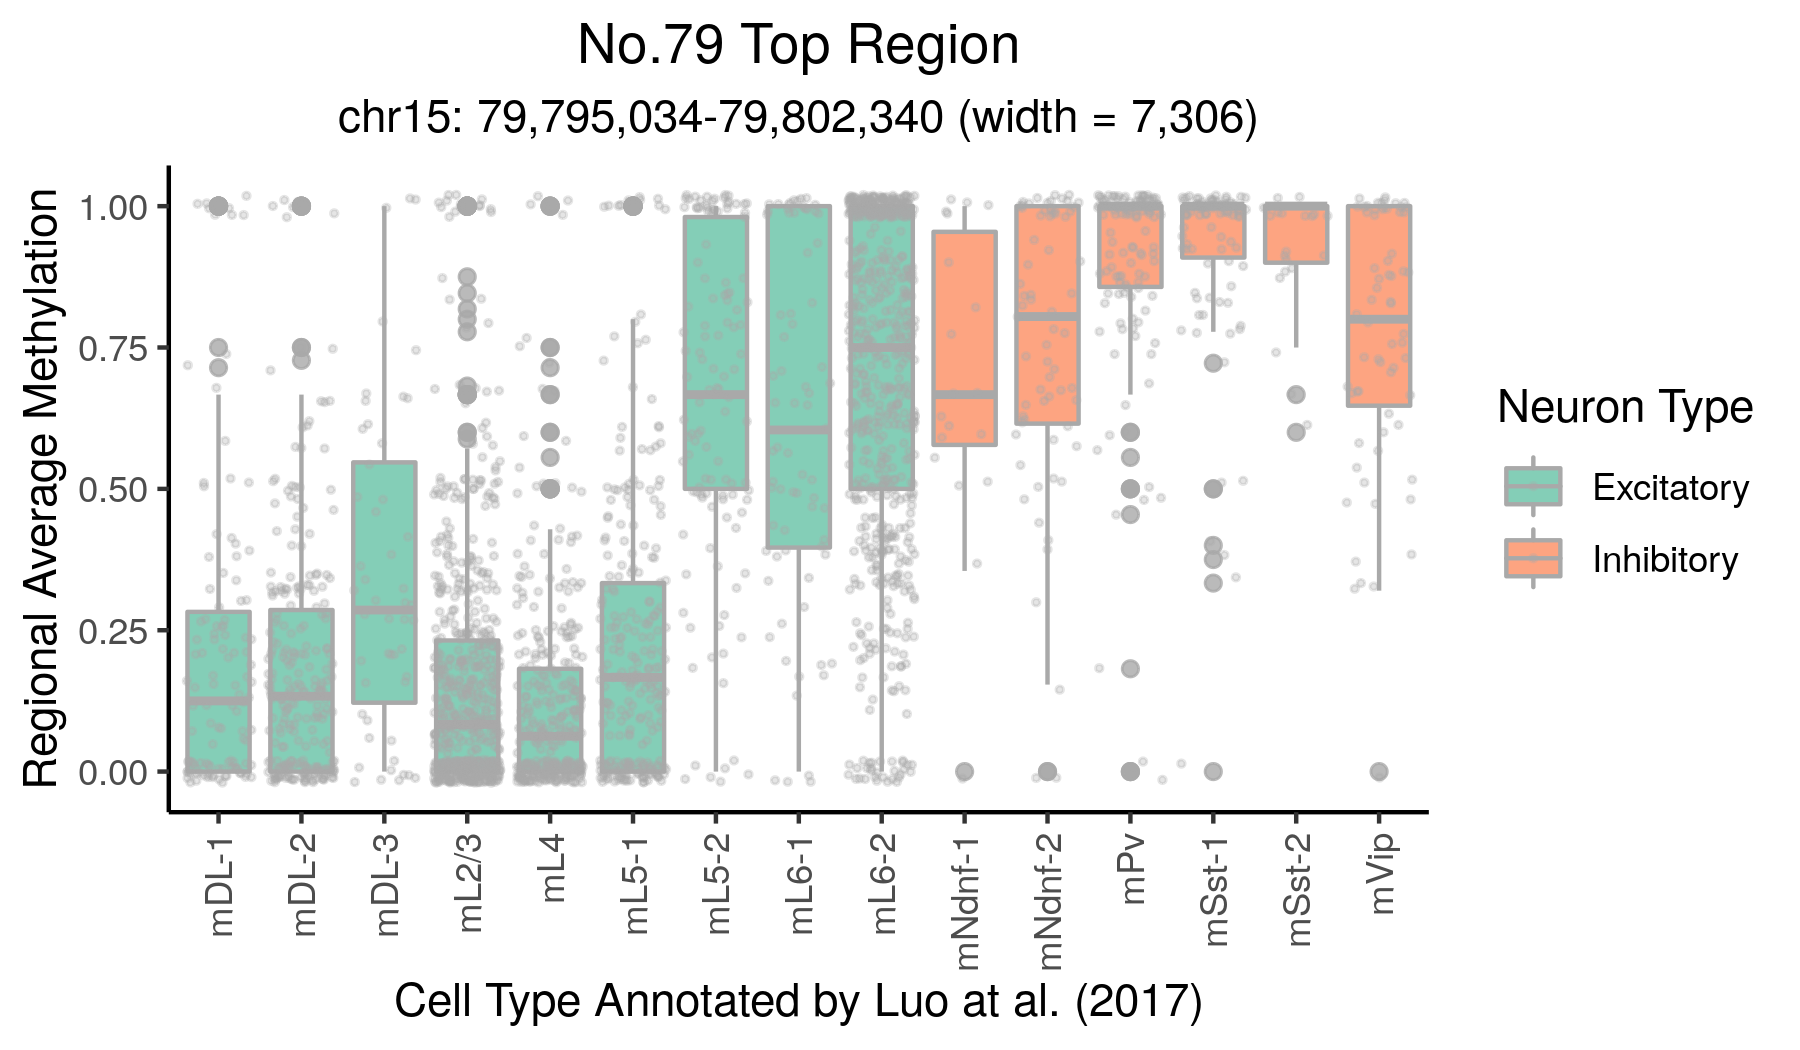 No.79 Top Region
chr15: 79,795,034-79,802,340 (width = 7,306)
Regional Average Methylation
1.00
0.75
0.50
0.25
0.00
mDL-1
mDL-2
mDL-3
mL2/3
mL4
mL5-1
mL5-2
mL6-1
mL6-2
mNdnf-1
mNdnf-2
mPv
mSst-1
mSst-2
mVip
Cell Type Annotated by Luo at al. (2017)
Neuron Type
Excitatory
Inhibitory